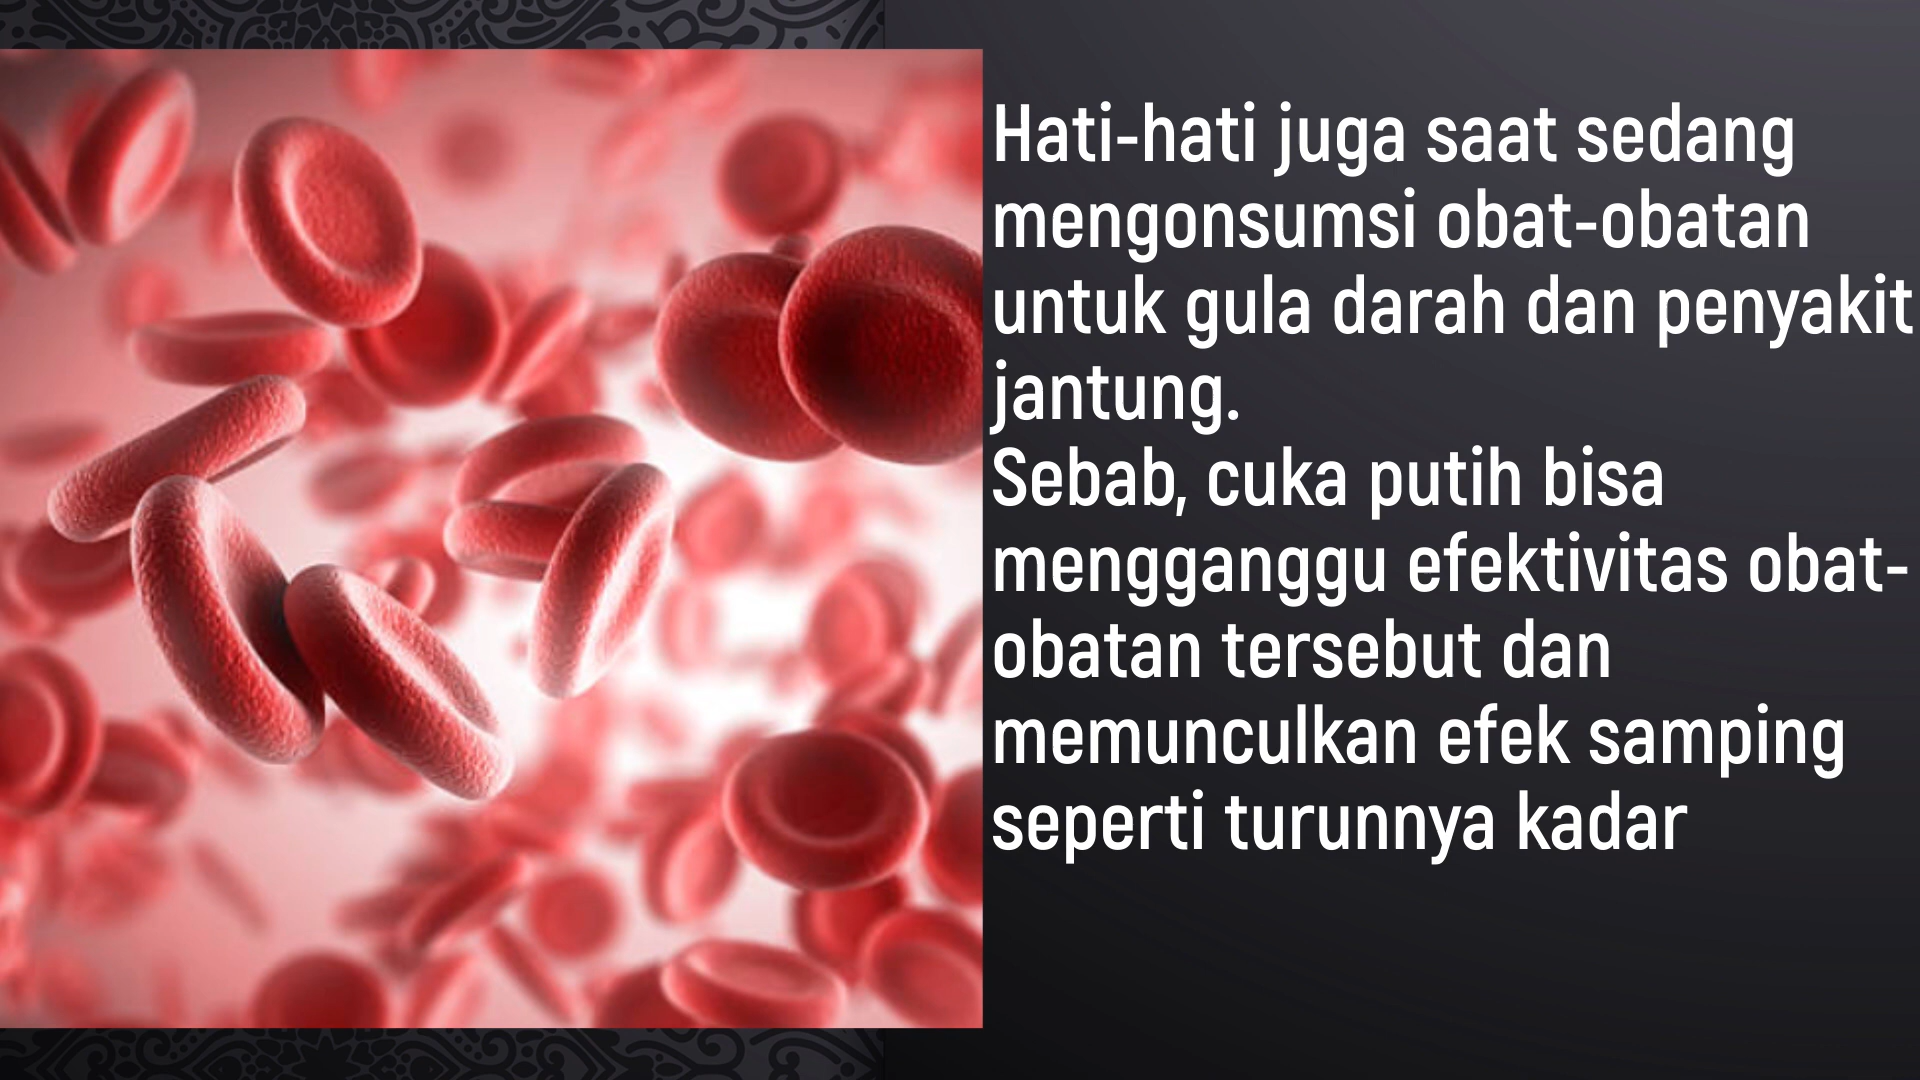 Hati-hati juga saat sedang
mengonsumsi obat-obatan
untuk gula darah dan penyakit
jantung.
Sebab, cuka putih bisa
mengganggu efektivitas obat-
obatan tersebut dan
memunculkan efek samping
seperti turunnya kadar